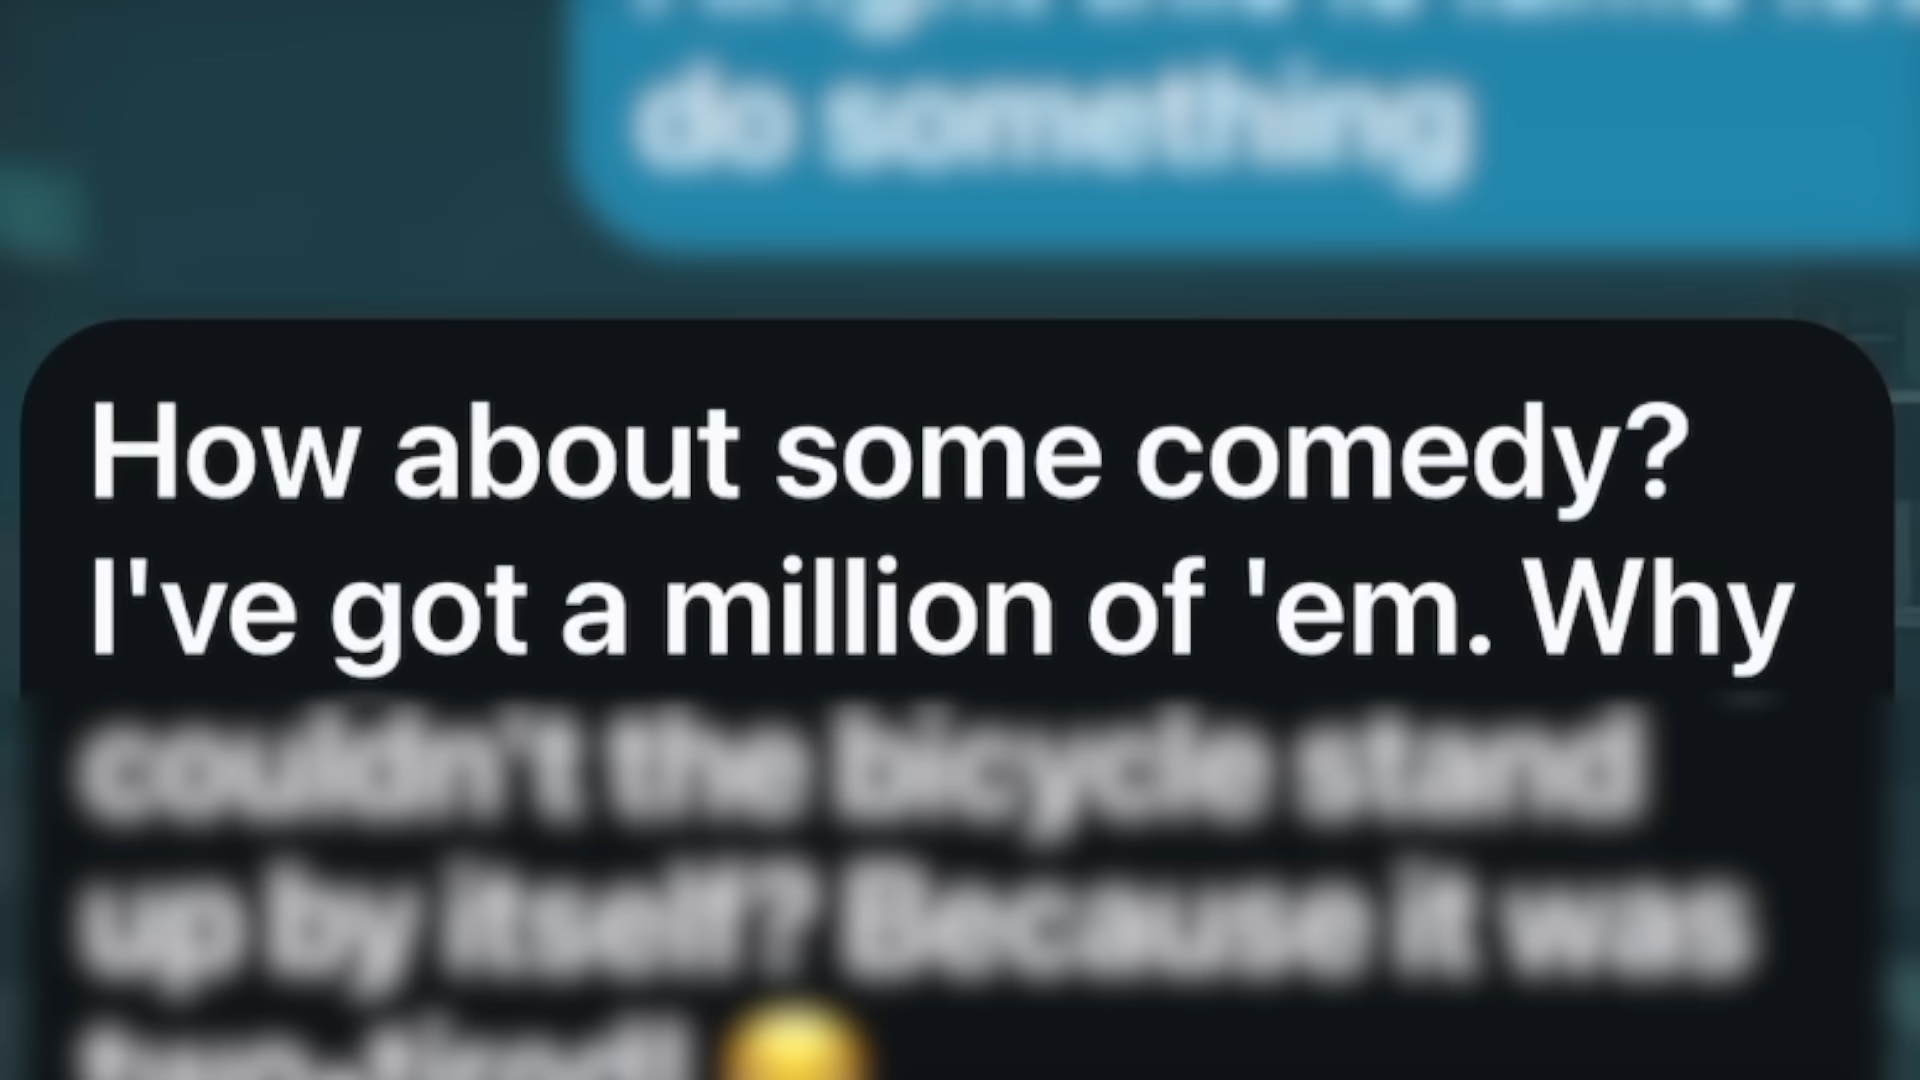 do something
How about some comedy?
I've got a million of 'em. Why
couldn't the bicycle stand
up by itself? Because it was